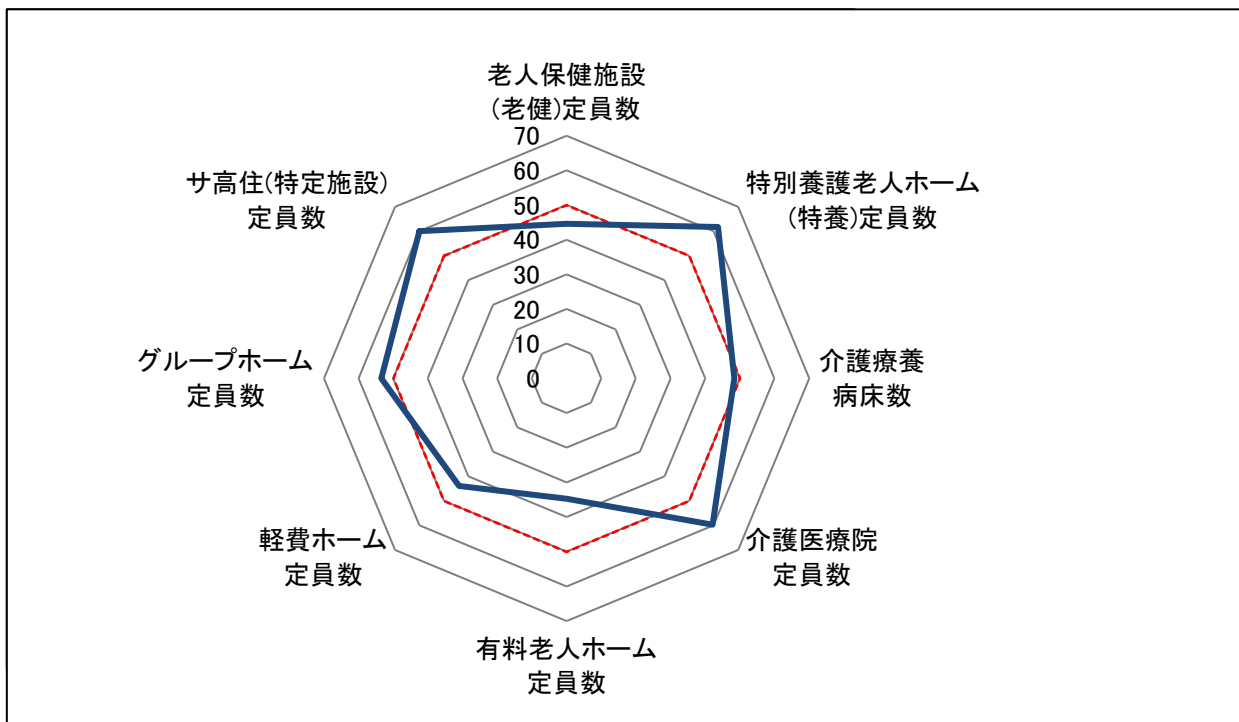 老人保健施設
(老健)定員数
70
60
50
40
30
20
10
0
サ高住(特定施設)
定員数
特別養護老人ホーム
(特養)定員数
グループホーム
定員数
介護療養
病床数
軽費ホーム
定員数
介護医療院
定員数
有料老人ホーム
定員数